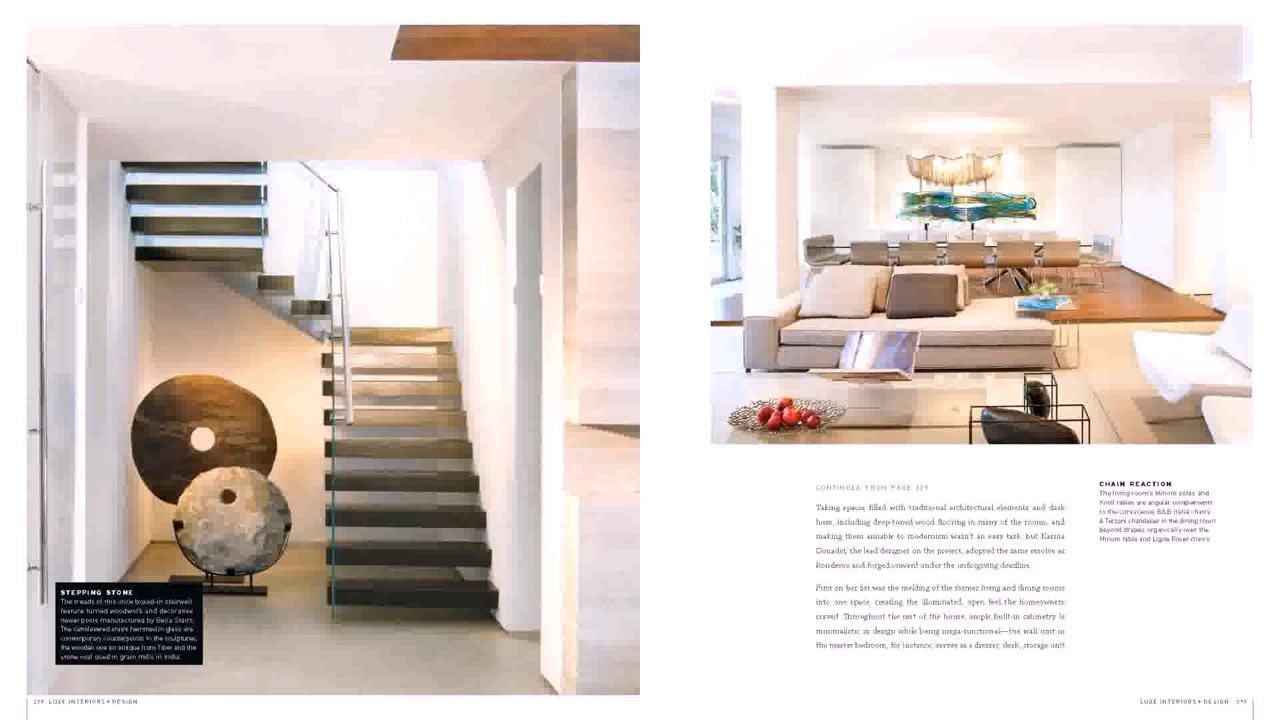 STEPPING STONE
The treads of this once boxed-in stairwell
feature turned woodwork and decorative
newel posts manufactured by Bella Stairs.
The cantilevered stairs hemmed in glass are
contemporary counterpoints to the sculptures,
the wooden one an antique from Tibet and the
stone oval used in grain mills in India.
LUXE INTERIORS + DESIGN
CONTINUED FROM PAGE
Taking spaces filled with traditional architectural elements and dark
hues, including deep-toned wood flooring in many of the rooms, and
making them amiable to modernism wasn't an easy task, but Karina
Donadel, the lead designer on the project, adopted the same resolve as
and forged onward under the unforgiving deadline.
First on her list was the melding of the former living and dining rooms
into one space, creating the illuminated, open feel the homeowners
craved. Throughout the rest of the house, ample built-in cabinetry is
minimalistic in design while being mega-functional—the wall unit in
the master bedroom, for instance, serves as a dresser, desk, storage unit
CHAIN REACTION
The living room's Minotti sofas and
Knoll tables are angular complements
to the curvaceous B&B Italia chairs.
A Terzani chandelier in the dining room
beyond drapes organically over the
Minotti table and Ligne Roset chairs.
LUXE INTERIORS + DESIGN